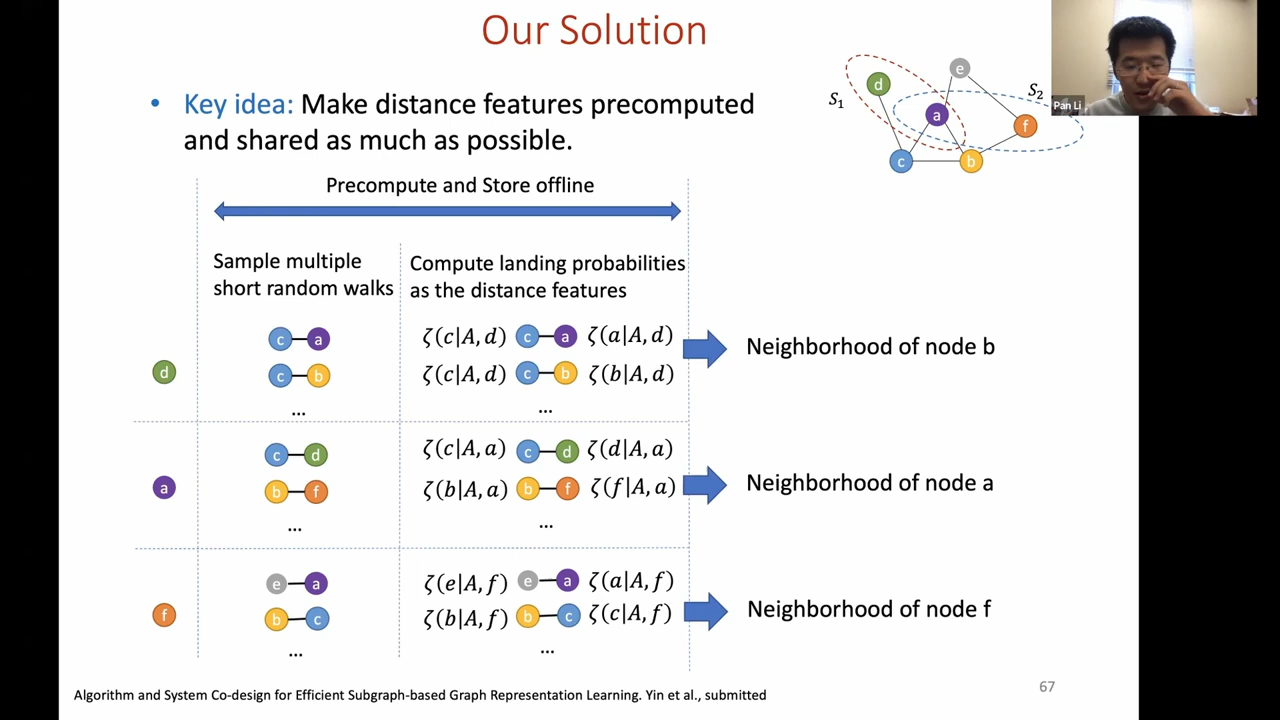 Our Solution
• Key idea: Make distance features precomputed
and shared as much as possible.
d
e
a
f
c
b
S₁
S₂
Pan Li
Precompute and Store offline
Sample multiple
short random walks
Compute landing probabilities
as the distance features
d
c a
c b
...
ζ(c|A, d) c a ζ(a|A, d)
ζ(c|A, d) c b ζ(b|A, d)
...
Neighborhood of node b
a
c d
b f
...
ζ(c|A, a) c d ζ(d|A, a)
ζ(b|A, a) b f ζ(f|A, a)
...
Neighborhood of node a
f
e a
b c
...
ζ(e|A, f) e a ζ(a|A, f)
ζ(b|A, f) b c ζ(c|A, f)
...
Neighborhood of node f
Algorithm and System Co-design for Efficient Subgraph-based Graph Representation Learning. Yin et al., submitted
67